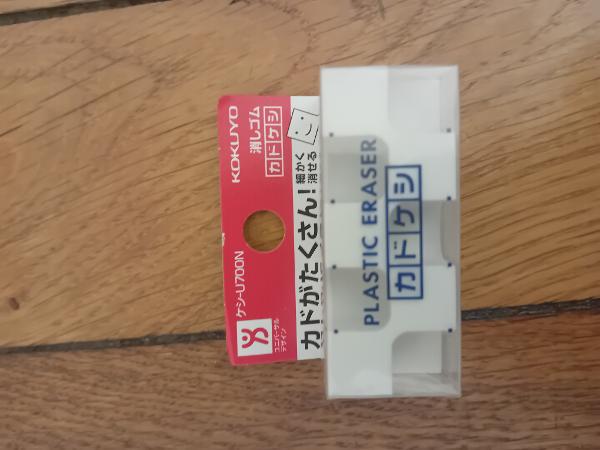 KOKUYO
消しゴム
カドケシ
ケシ-U700N
ユニバーサル
デザイン
カドがたくさん!
細かく
消せる
PLASTIC ERASER
カドケシ